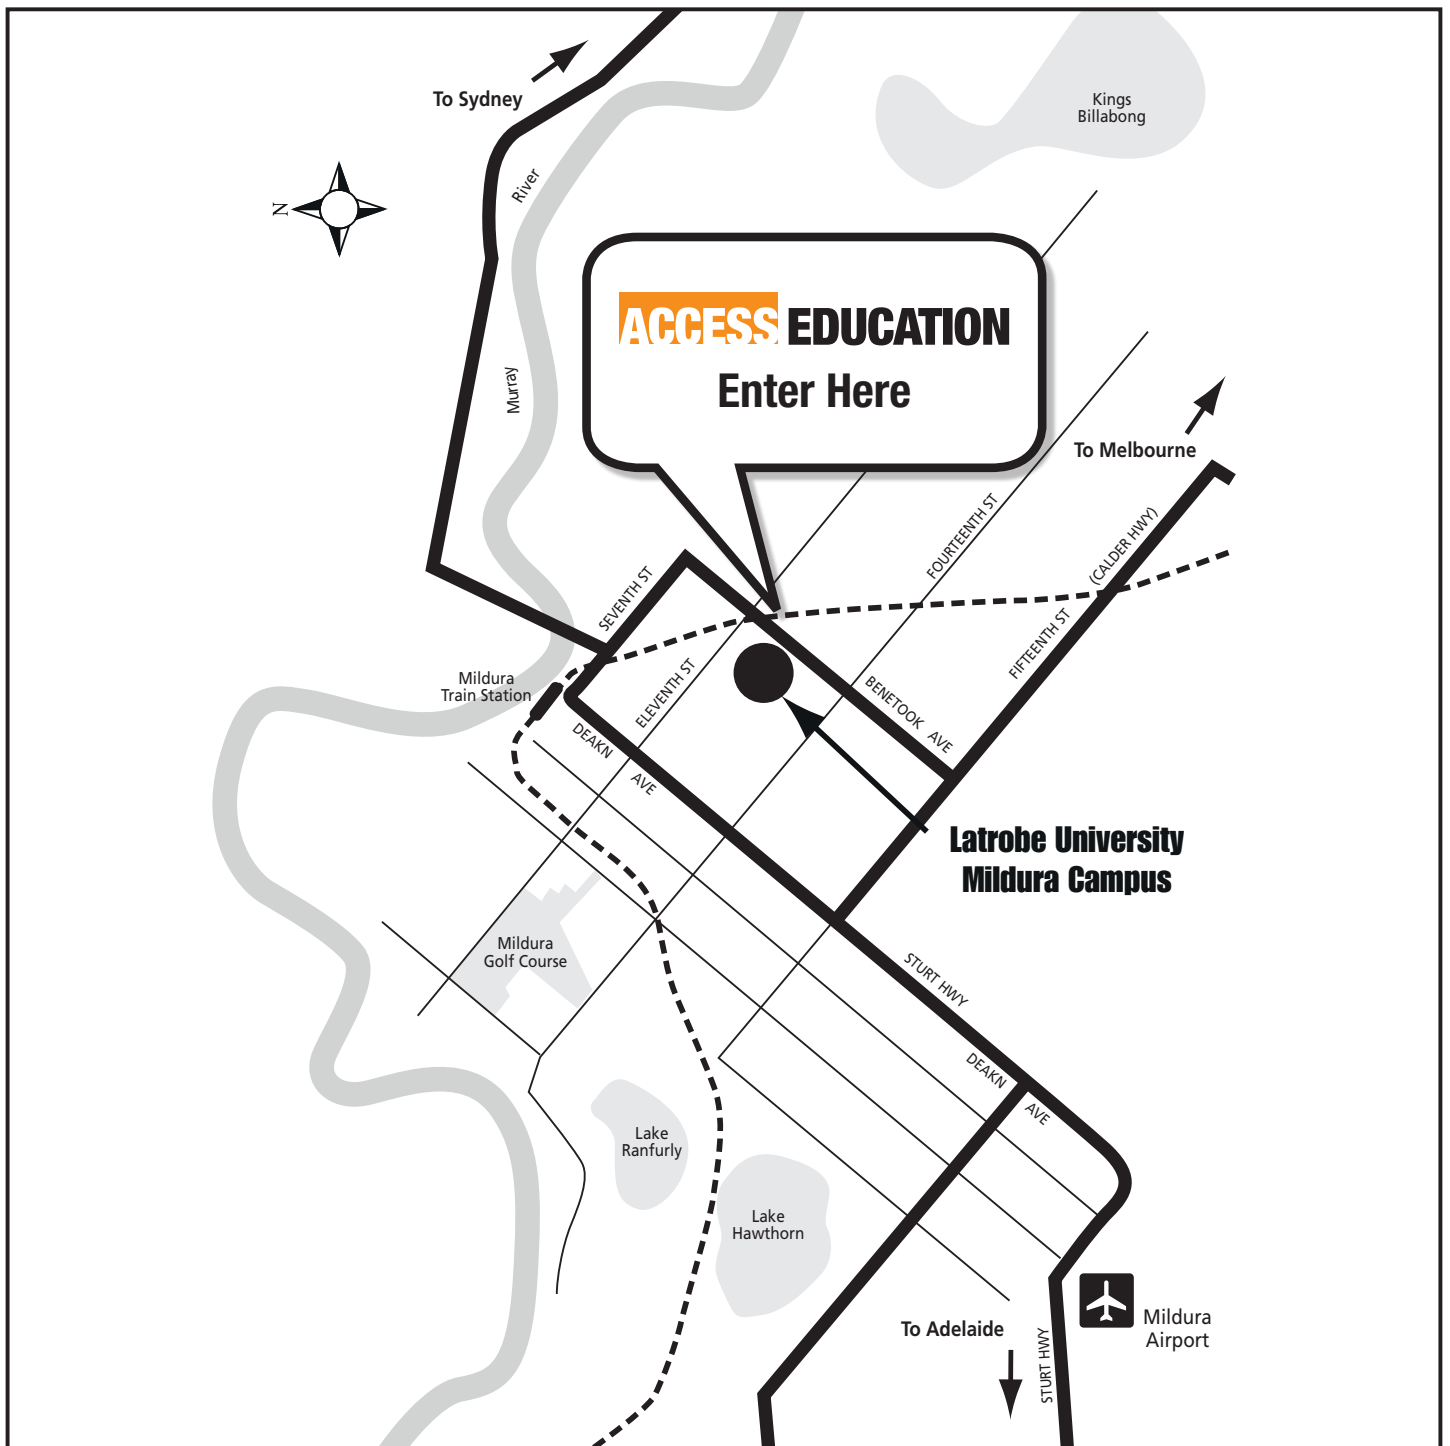 To Sydney
Kings
Billabong
N
River
ACCESS EDUCATION
Enter Here
Murray
To Melbourne
FOURTEENTH ST
(CALDER HWY)
SEVENTH ST
FIFTEENTH ST
Mildura
Train Station
ELEVENTH ST
BENETOOK AVE
DEAKN
AVE
Latrobe University
Mildura Campus
Mildura
Golf Course
STURT HWY
DEAKN
AVE
Lake
Ranfurly
Lake
Hawthorn
To Adelaide
Mildura
Airport
STURT HWY